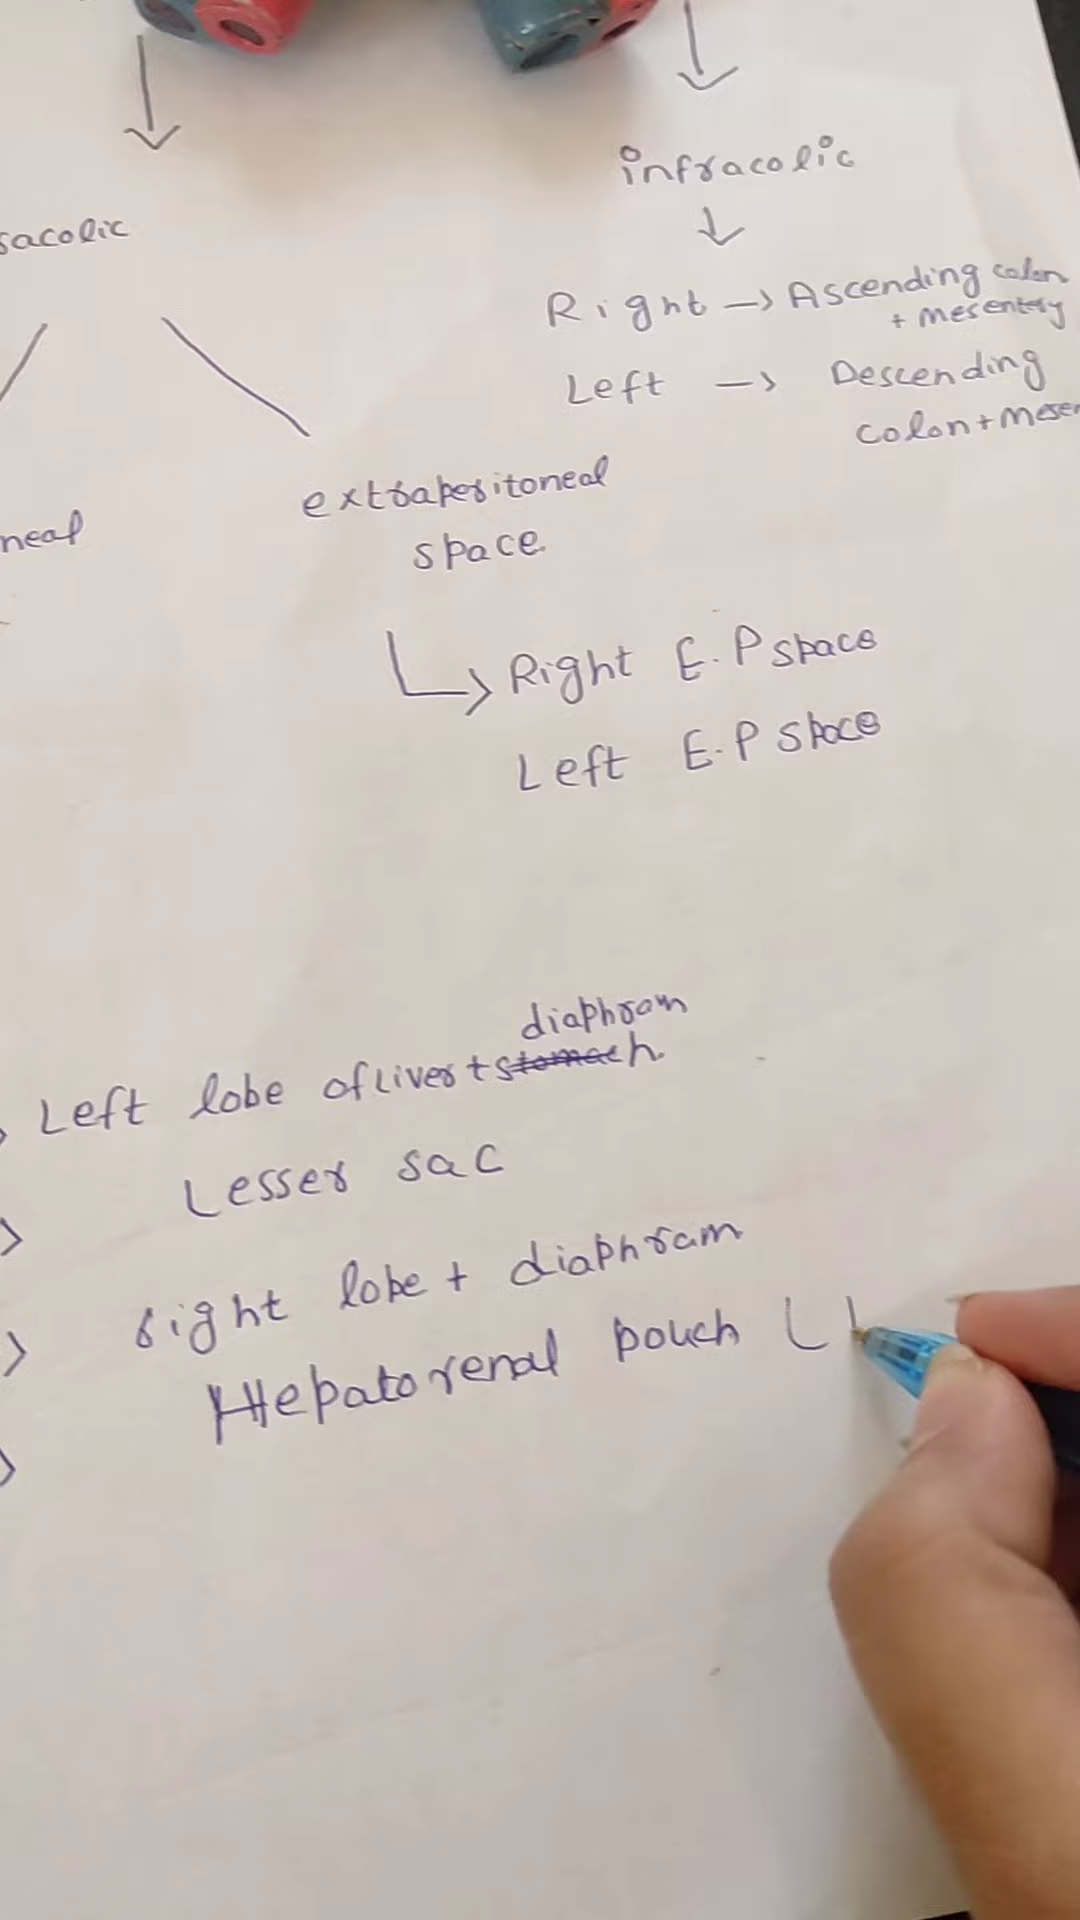 infracolic
sacolic
Right → Ascending colon
+ mesentery
Left → Descending
colon + mesen
extraperitoneal
neal
space
Right E.P space
Left E.P space
diaphram
Left lobe of Liver + stomach
Lesser sac
right lobe + diaphram
Hepatorenal pouch (